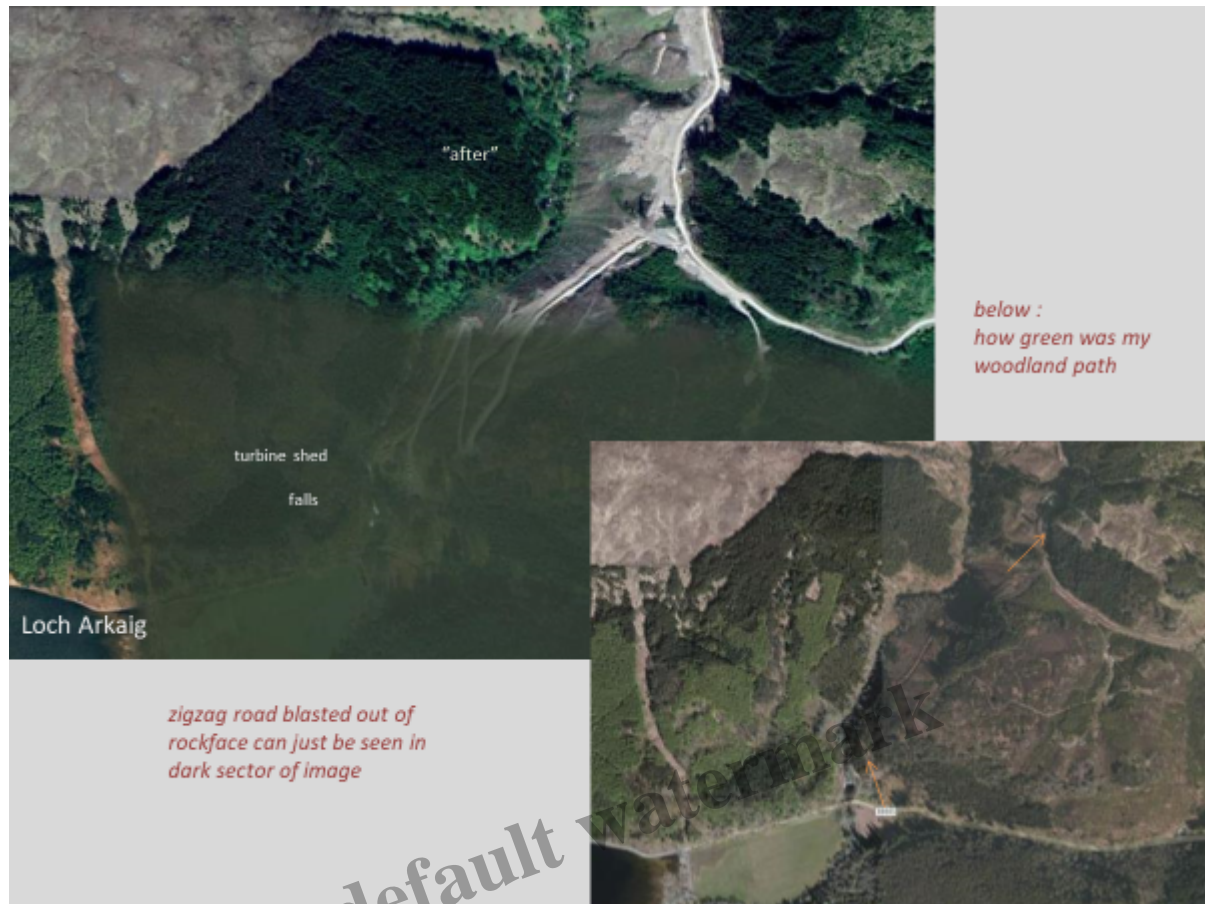 "after"
below :
how green was my
woodland path
turbine shed
falls
Loch Arkaig
zigzag road blasted out of
rockface can just be seen in
dark sector of image
default watermark